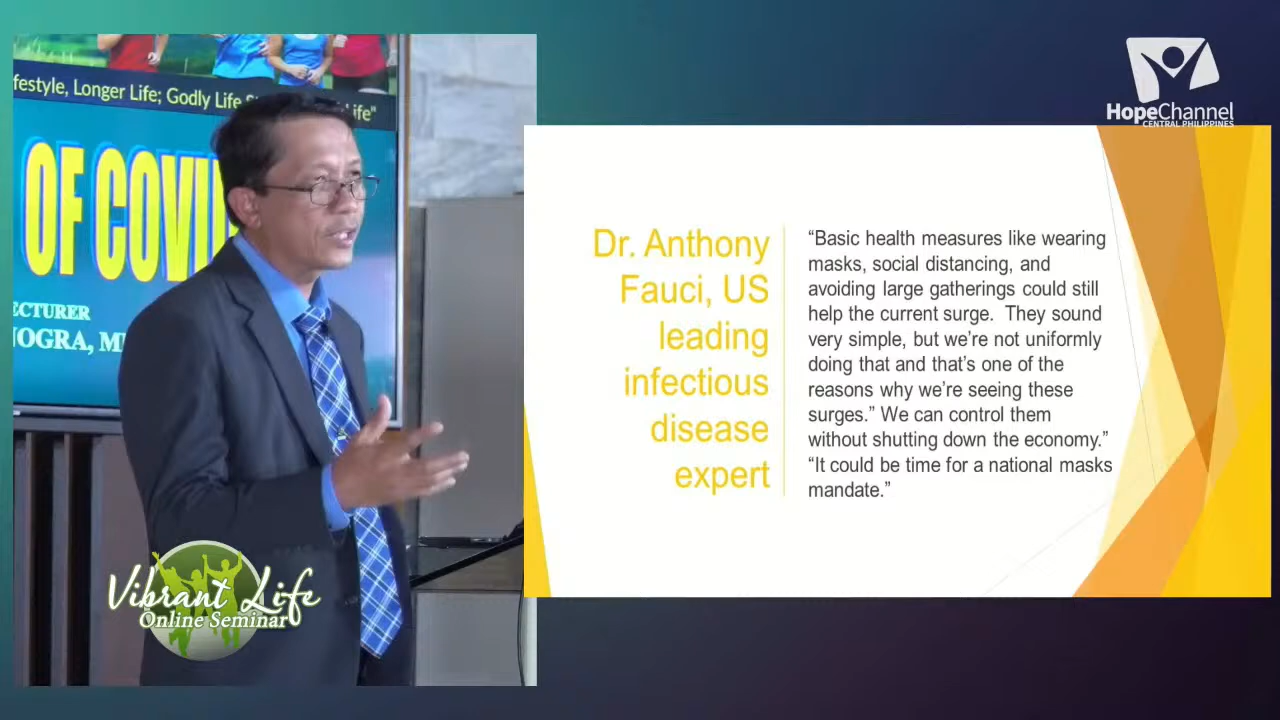 festyle, Longer Life; Godly Life
ife"
OF COVI
ECTURER
NOGRA, M
Vibrant Life
Online Seminar
HopeChannel
CENTRAL PHILIPPINES
Dr. Anthony
Fauci, US
leading
infectious
disease
expert
“Basic health measures like wearing
masks, social distancing, and
avoiding large gatherings could still
help the current surge. They sound
very simple, but we’re not uniformly
doing that and that’s one of the
reasons why we’re seeing these
surges.” We can control them
without shutting down the economy.”
“It could be time for a national masks
mandate.”